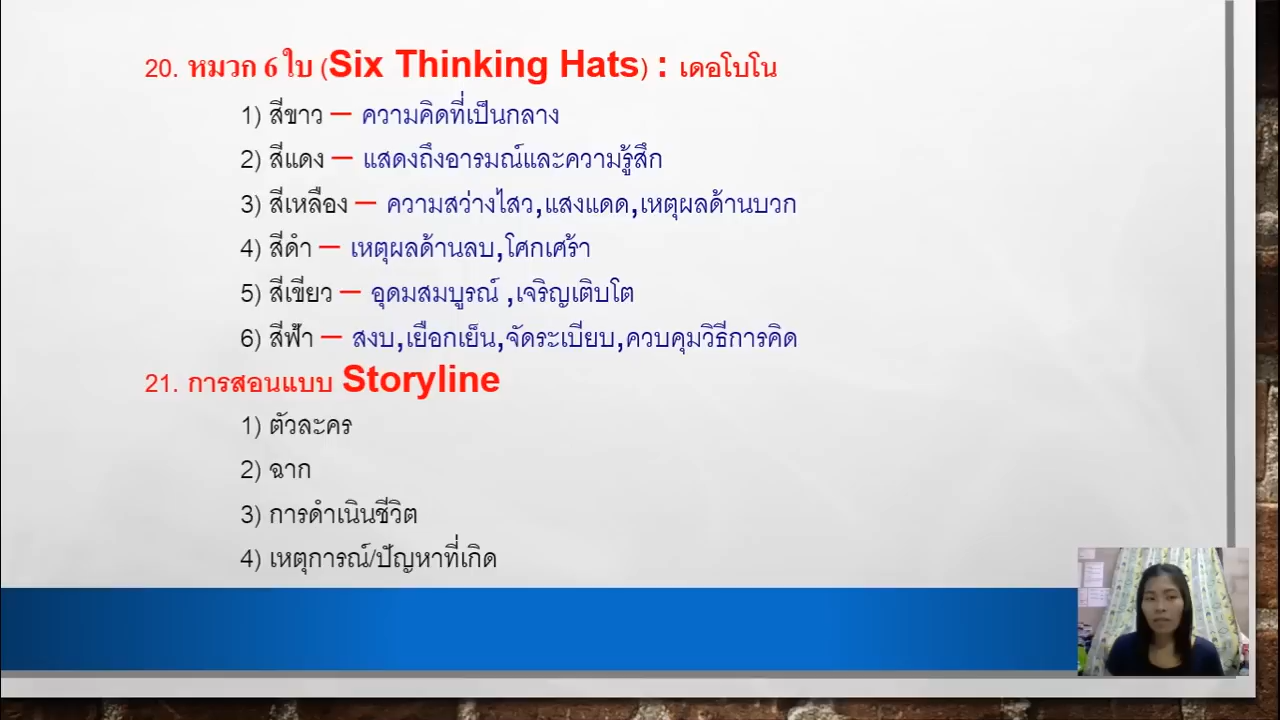 20. หมวก 6 ใบ (Six Thinking Hats) : เดอโบโน
1) สีขาว – ความคิดที่เป็นกลาง
2) สีแดง – แสดงถึงอารมณ์และความรู้สึก
3) สีเหลือง – ความสว่างไสว,แสงแดด,เหตุผลด้านบวก
4) สีดำ – เหตุผลด้านลบ,โศกเศร้า
5) สีเขียว – อุดมสมบูรณ์ ,เจริญเติบโต
6) สีฟ้า – สงบ,เยือกเย็น,จัดระเบียบ,ควบคุมวิธีการคิด
21. การสอนแบบ Storyline
1) ตัวละคร
2) ฉาก
3) การดำเนินชีวิต
4) เหตุการณ์/ปัญหาที่เกิด